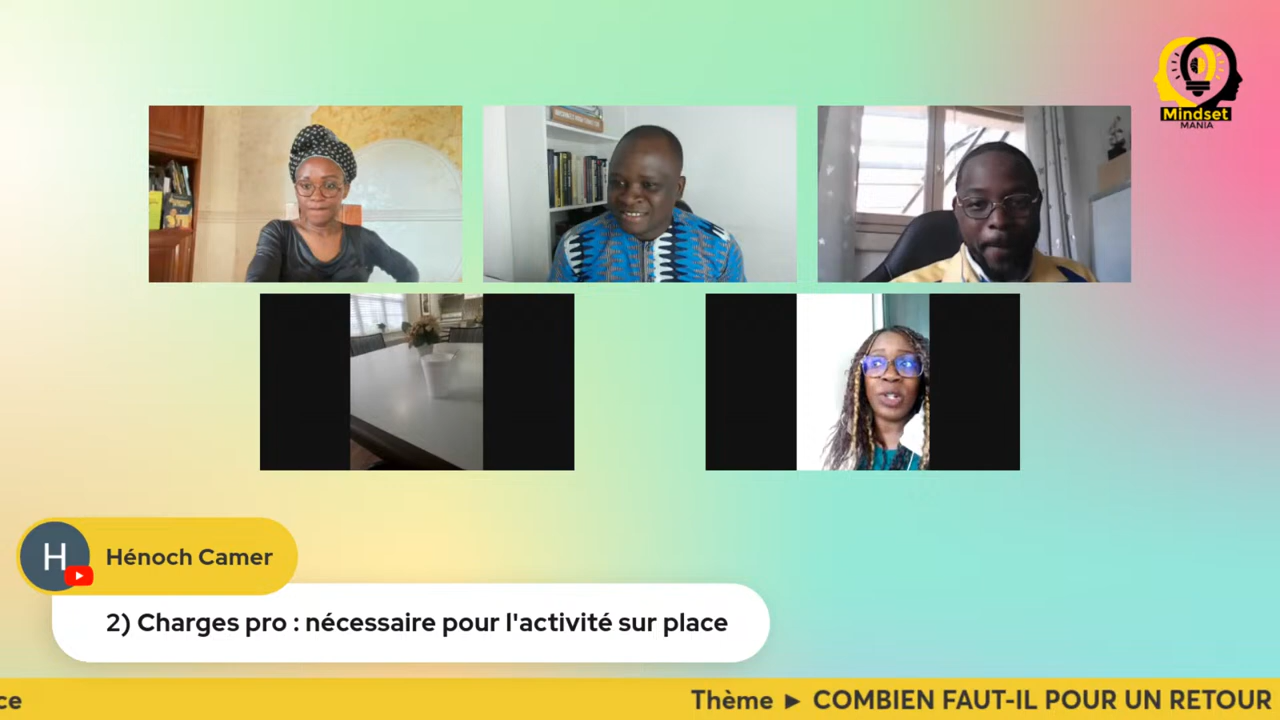 Mindset
MANIA
H
Hénoch Camer
2) Charges pro : nécessaire pour l'activité sur place
ce
Thème ► COMBIEN FAUT-IL POUR UN RETOUR